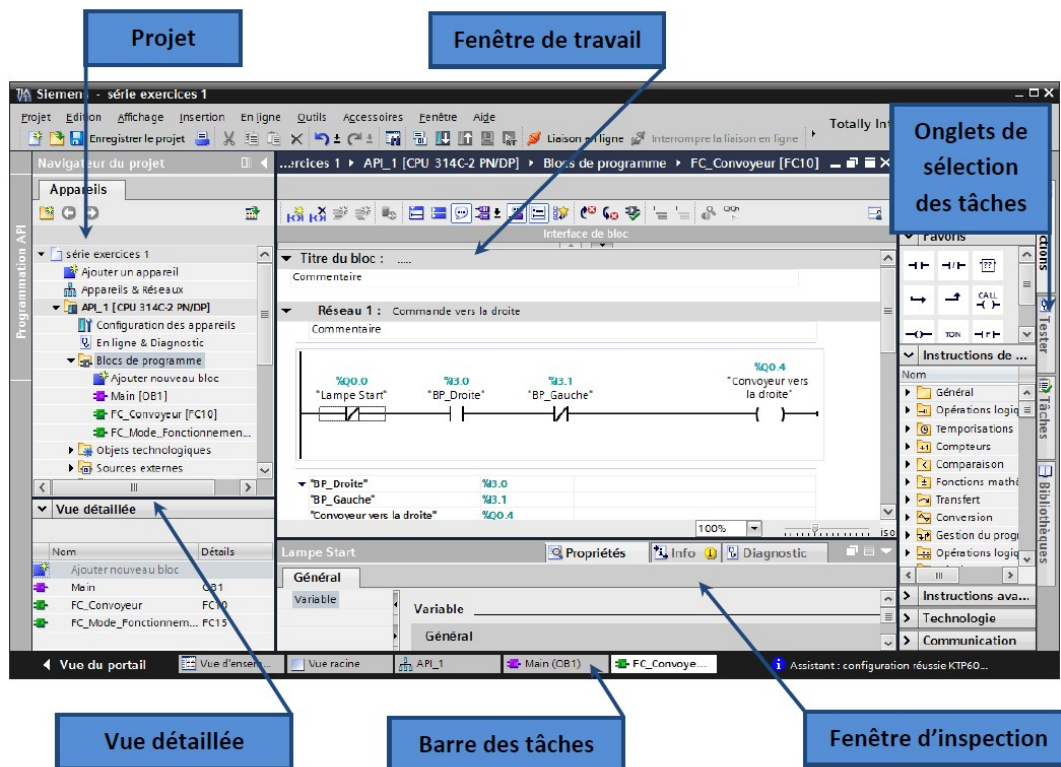 Projet
Fenêtre de travail
Siemens - série exercices 1
Projet Edition Affichage Insertion En ligne Outils Accessoires Fenêtre Aide
Totally Int
Enregistrer le projet
Liaison en ligne
Interrompre la liaison en ligne
Onglets de
sélection
des tâches
Navigateur du projet
...rcices 1 API_1 [CPU 314C-2 PN/DP] Blocs de programme FC_Convoyeur [FC10]
Appareils
Programmation API
Interface de bloc
série exercices 1
Ajouter un appareil
Appareils & Réseaux
API_1 [CPU 314C-2 PN/DP]
Configuration des appareils
En ligne & Diagnostic
Blocs de programme
Ajouter nouveau bloc
Main [OB1]
FC_Convoyeur [FC10]
FC_Mode_Fonctionnemen...
Objets technologiques
Sources externes
Titre du bloc : .....
Commentaire
Réseau 1 : Commande vers la droite
Commentaire
%Q0.0
"Lampe Start"
%I3.0
"BP_Droite"
%I3.1
"BP_Gauche"
%Q0.4
"Convoyeur vers
la droite"
"BP_Droite" %I3.0
"BP_Gauche" %I3.1
"Convoyeur vers la droite" %Q0.4
100%
Favoris
??
CALL
TON
Instructions de ...
Nom
Général
Opérations logiq
Temporisations
Compteurs
Comparaison
Fonctions mathé
Transfert
Conversion
Gestion du progr
Opérations logiq
Instructions ava...
Technologie
Communication
ctions
Tester
Tâches
Bibliothèques
Vue détaillée
Nom Détails
Ajouter nouveau bloc
Main OB1
FC_Convoyeur FC10
FC_Mode_Fonctionnem... FC15
Lampe Start
Propriétés
Info
Diagnostic
Général
Variable
Variable
Général
Vue du portail
Vue d'ensem...
Vue racine
API_1
Main (OB1)
FC_Convoye...
Assistant : configuration réussie KTP60...
Vue détaillée
Barre des tâches
Fenêtre d'inspection